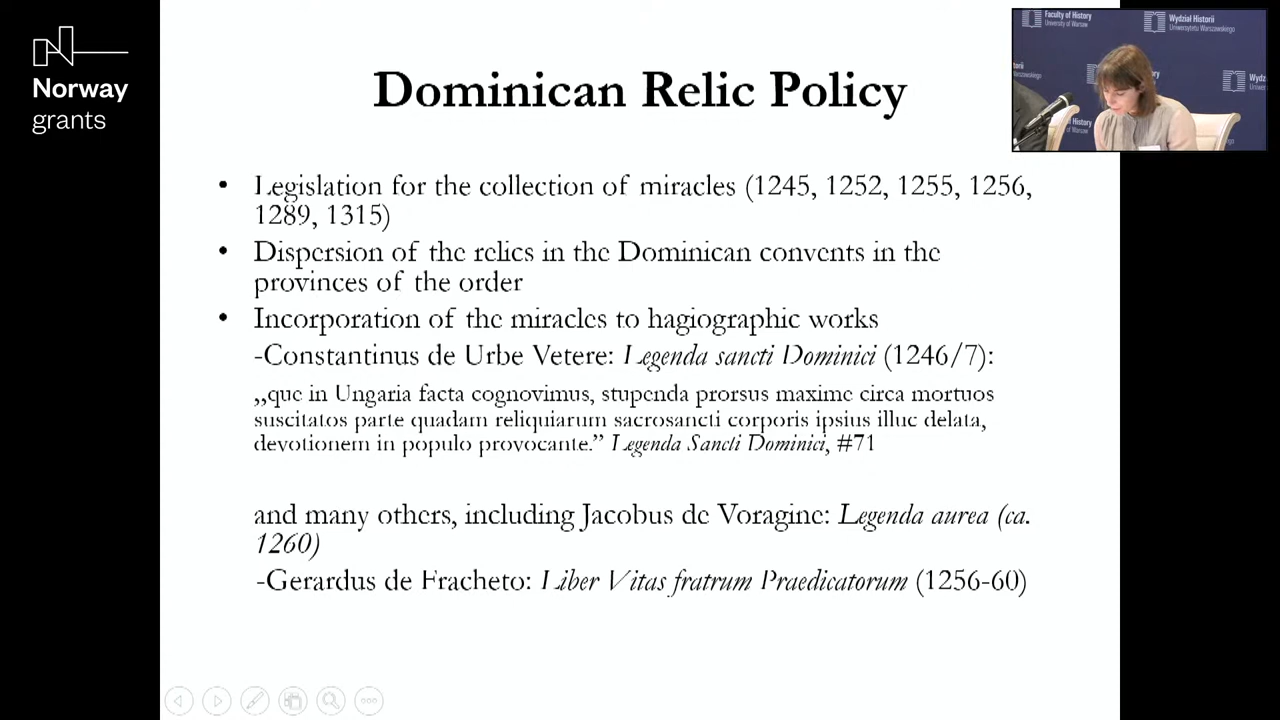 Norway
grants
Dominican Relic Policy
• Legislation for the collection of miracles (1245, 1252, 1255, 1256,
1289, 1315)
• Dispersion of the relics in the Dominican convents in the
provinces of the order
• Incorporation of the miracles to hagiographic works
-Constantinus de Urbe Vetere: Legenda sancti Dominici (1246/7):
„que in Ungaria facta cognovimus, stupenda prorsus maxime circa mortuos
suscitatos parte quadam reliquiarum sacrosancti corporis ipsius illuc delata,
devotionem in populo provocante.” Legenda Sancti Dominici, #71
and many others, including Jacobus de Voragine: Legenda aurea (ca.
1260)
-Gerardus de Fracheto: Liber Vitas fratrum Praedicatorum (1256-60)
Faculty of History
University of Warsaw
Wydział Historii
Uniwersytetu Warszawskiego